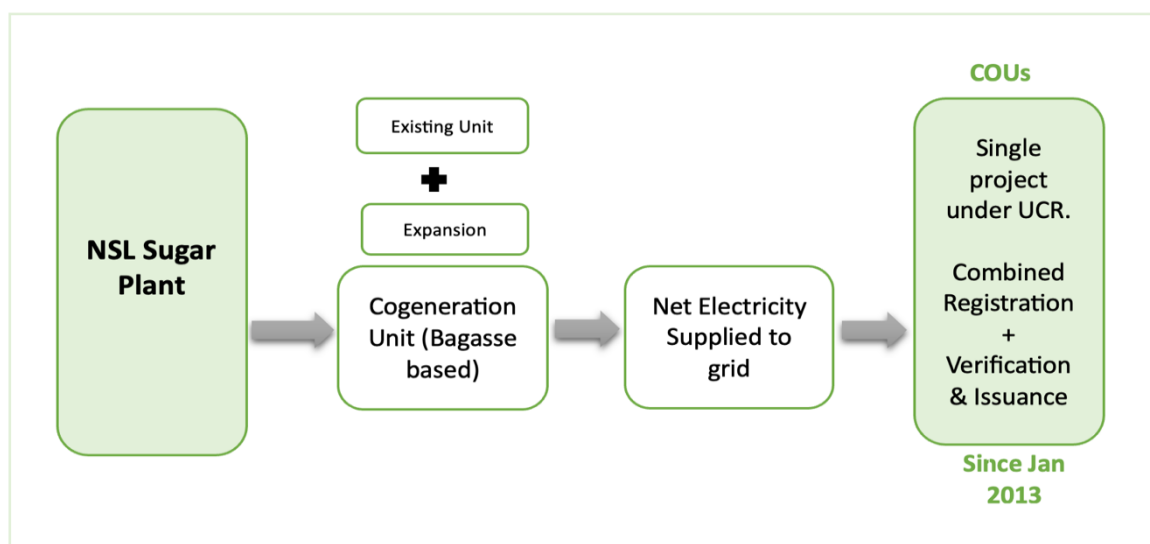 NSL Sugar
Plant
Existing Unit
Expansion
Cogeneration
Unit (Bagasse
based)
Net Electricity
Supplied to
grid
COUs
Single
project
under UCR.
Combined
Registration
+
Verification
& Issuance
Since Jan
2013